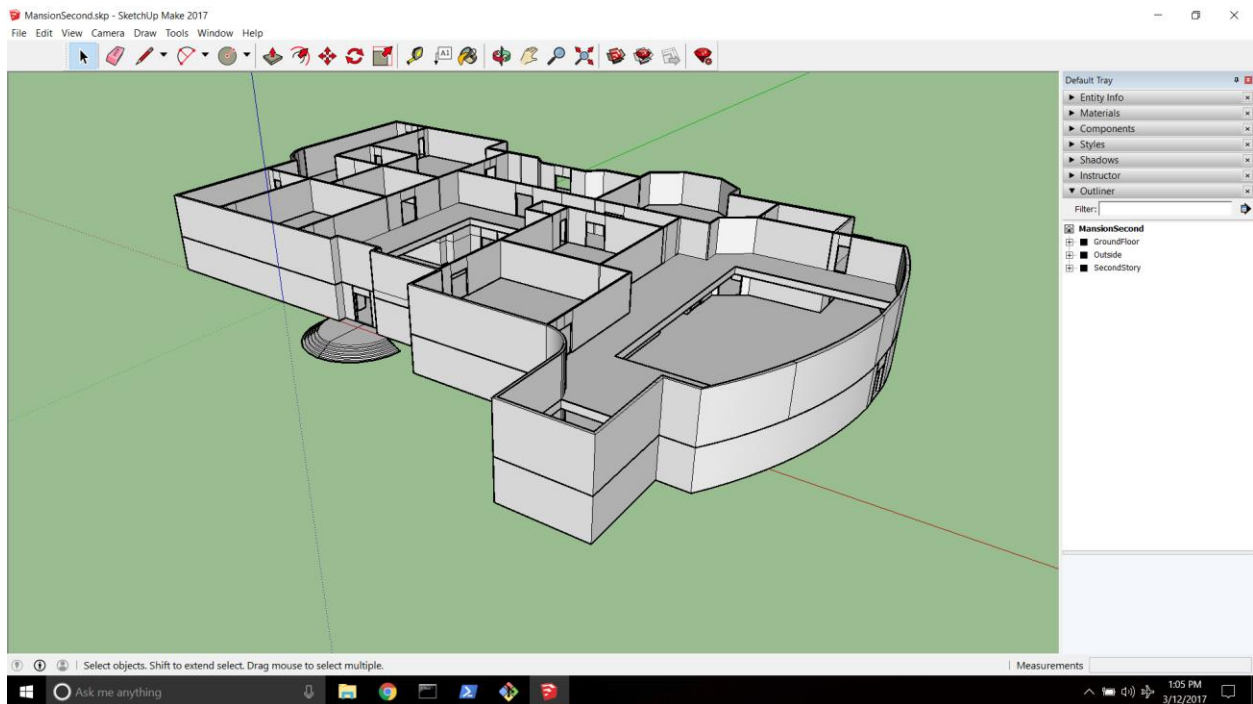 MansionSecond.skp - SketchUp Make 2017
File Edit View Camera Draw Tools Window Help
A1
Default Tray
Entity Info
Materials
Components
Styles
Shadows
Instructor
Outliner
Filter:
MansionSecond
GroundFloor
Outside
SecondStory
Select objects. Shift to extend select. Drag mouse to select multiple.
Measurements
Ask me anything
1:05 PM
3/12/2017